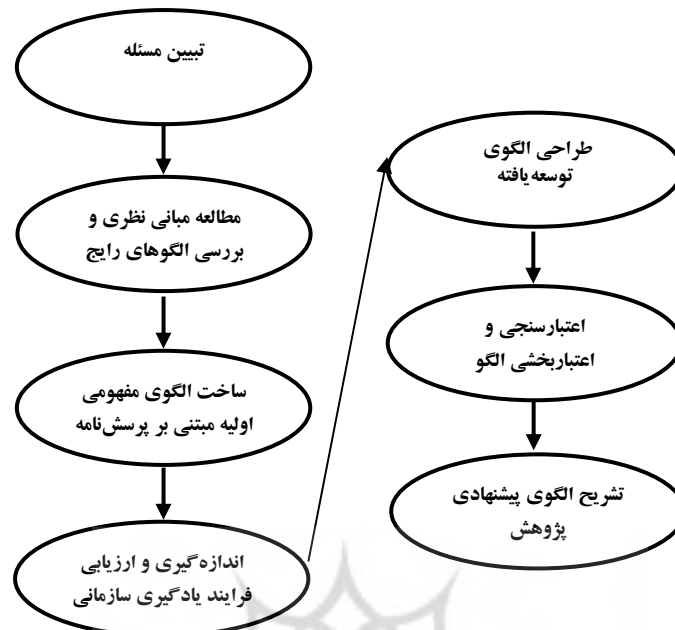 تبیین مسئله
مطالعه مبانی نظری و
بررسی الگوهای رایج
ساخت الگوی مفهومی
اولیه مبتنی بر پرسش‌نامه
اندازه‌گیری و ارزیابی
فرایند یادگیری سازمانی
طراحی الگوی
توسعه‌یافته
اعتبارسنجی و
اعتباربخشی الگو
تشریح الگوی پیشنهادی
پژوهش